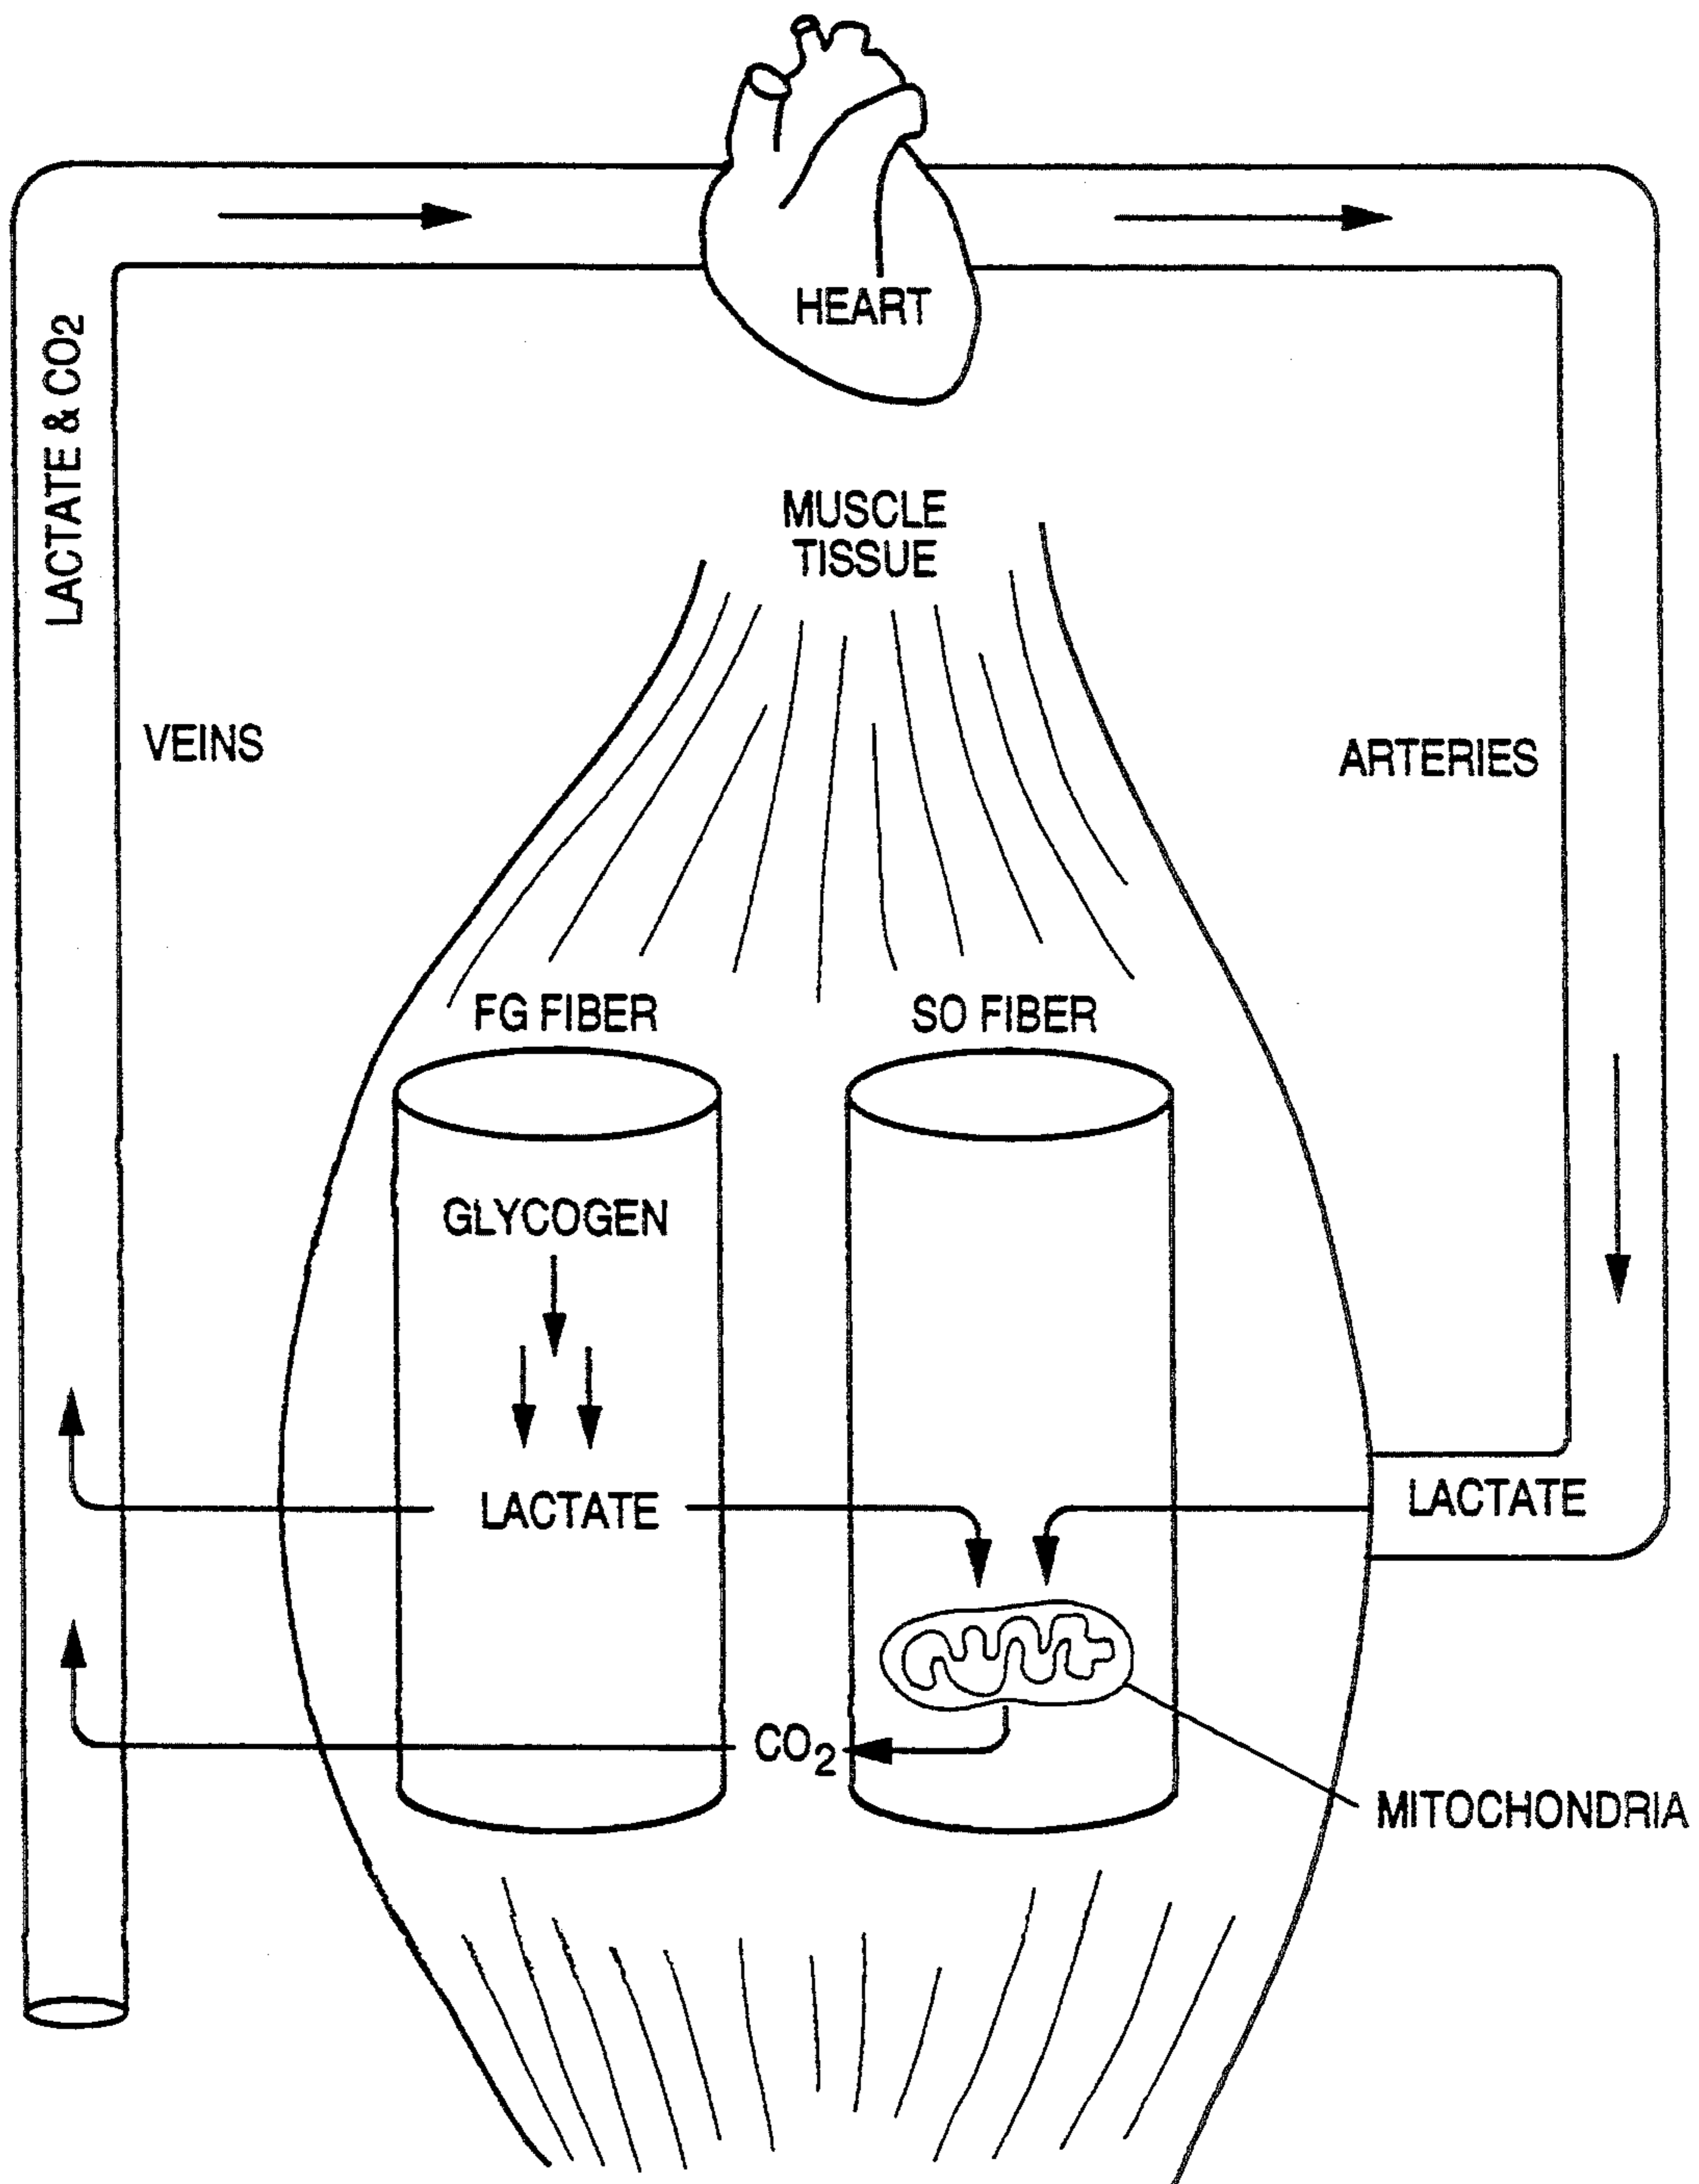 HEART
LACTATE & CO2
MUSCLE
TISSUE
VEINS
ARTERIES
FG FIBER
SO FIBER
GLYCOGEN
LACTATE
LACTATE
CO2
MITOCHONDRIA